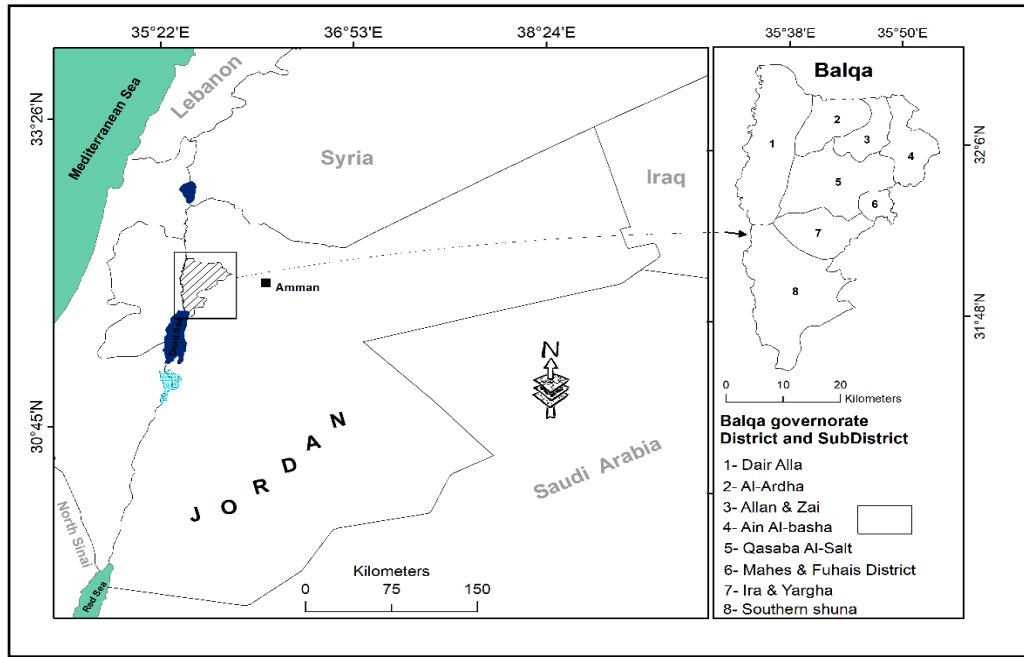 35°22'E
36°53'E
38°24'E
33°26'N
30°45'N
Mediterranean Sea
Lebanon
Syria
Iraq
Amman
Dead Sea
N
JORDAN
Saudi Arabia
North Sinai
Red Sea
Kilometers
0 75 150
35°38'E
35°50'E
Balqa
32°6'N
31°48'N
2
3
1
4
5
6
7
8
0 10 20
Kilometers
Balqa governorate
District and SubDistrict
1- Dair Alla
2- Al-Ardha
3- Allan & Zai
4- Ain Al-basha
5- Qasaba Al-Salt
6- Mahes & Fuhais District
7- Ira & Yargha
8- Southern shuna